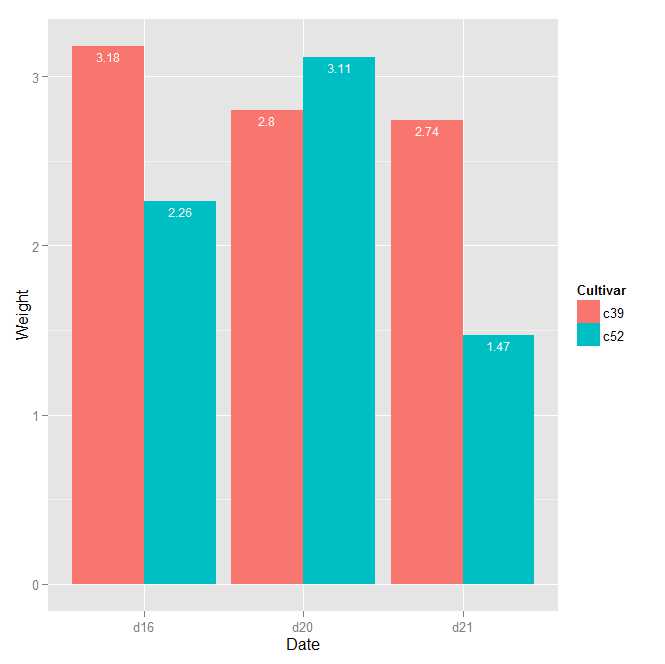 3.18
2.8
3.11
2.74
2.26
1.47
3
2
1
0
Weight
d16
d20
d21
Date
Cultivar
c39
c52